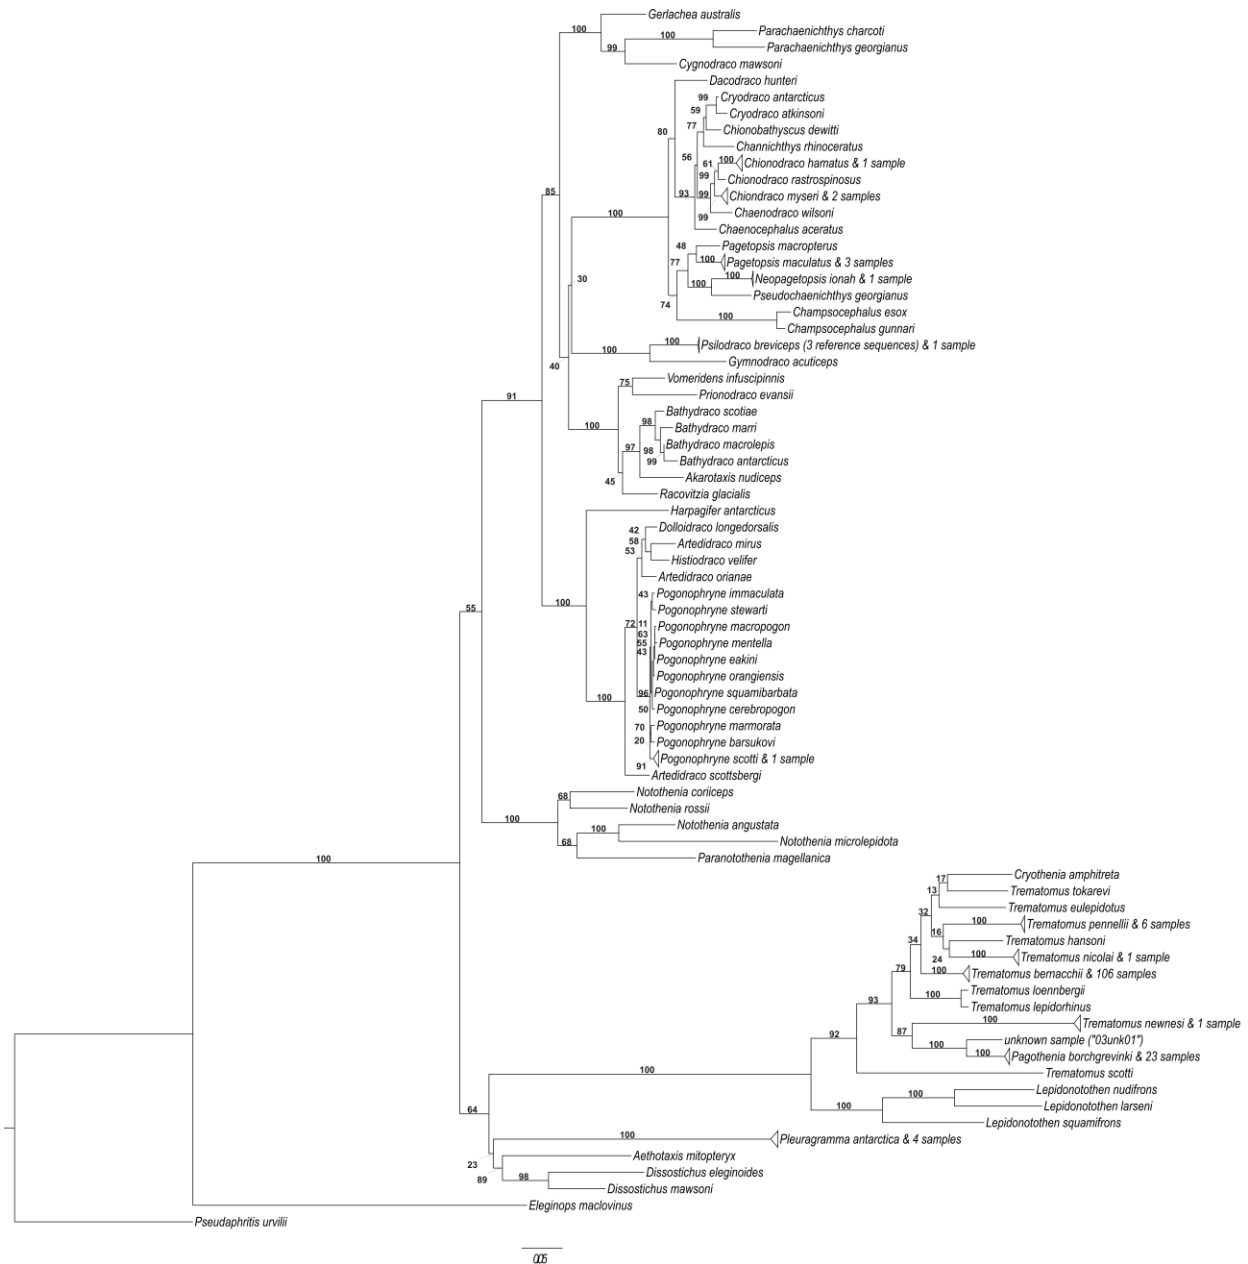 Gerlachea australis
100
Parachaenichthys charcoti
100
99
Parachaenichthys georgianus
Cygnodraco mawsoni
Dacodraco hunteri
99
Cryodraco antarcticus
59
Cryodraco atkinsoni
80
77
Chionobathyscus dewitti
Channichthys rhinoceratus
56
61
100
Chionodraco hamatus & 1 sample
99
Chionodraco rastrospinosus
85
93
99
Chiondraco myseri & 2 samples
100
99
Chaenodraco wilsoni
Chaenocephalus aceratus
48
Pagetopsis macropterus
77
100
Pagetopsis maculatus & 3 samples
30
100
Neopagetopsis ionah & 1 sample
100
Pseudochaenichthys georgianus
74
100
Champsocephalus esox
Champsocephalus gunnari
100
100
Psilodraco breviceps (3 reference sequences) & 1 sample
40
Gymnodraco acuticeps
75
Vomeridens infuscipinnis
91
Prionodraco evansii
100
98
Bathydraco scotiae
Bathydraco marri
97
98
Bathydraco macrolepis
99
Bathydraco antarcticus
45
Akarotaxis nudiceps
Racovitzia glacialis
Harpagifer antarcticus
42
Dolloidraco longedorsalis
58
Artedidraco mirus
53
Histiodraco velifer
Artedidraco orianae
43
Pogonophryne immaculata
55
100
Pogonophryne stewarti
72
11
Pogonophryne macropogon
63
55
Pogonophryne mentella
43
Pogonophryne eakini
Pogonophryne orangiensis
100
96
Pogonophryne squamibarbata
50
Pogonophryne cerebropogon
70
Pogonophryne marmorata
20
Pogonophryne barsukovi
91
Pogonophryne scotti & 1 sample
Artedidraco scottsbergi
68
Notothenia coriiceps
100
Notothenia rossii
100
Notothenia angustata
68
Notothenia microlepidota
100
Paranotothenia magellanica
17
Cryothenia amphitreta
13
Trematomus tokarevi
32
Trematomus eulepidotus
100
Trematomus pennellii & 6 samples
34
16
Trematomus hansoni
24
100
Trematomus nicolai & 1 sample
79
100
Trematomus bernacchii & 106 samples
93
100
Trematomus loennbergii
Trematomus lepidorhinus
100
Trematomus newnesi & 1 sample
92
87
unknown sample ("03unk01")
100
100
Pagothenia borchgrevinki & 23 samples
100
Trematomus scotti
100
Lepidonotothen nudifrons
64
100
Lepidonotothen larseni
Lepidonotothen squamifrons
100
Pleuragramma antarctica & 4 samples
23
Aethotaxis mitopteryx
89
98
Dissostichus eleginoides
Dissostichus mawsoni
Eleginops maclovinus
Pseudaphritis urvilii
0.05